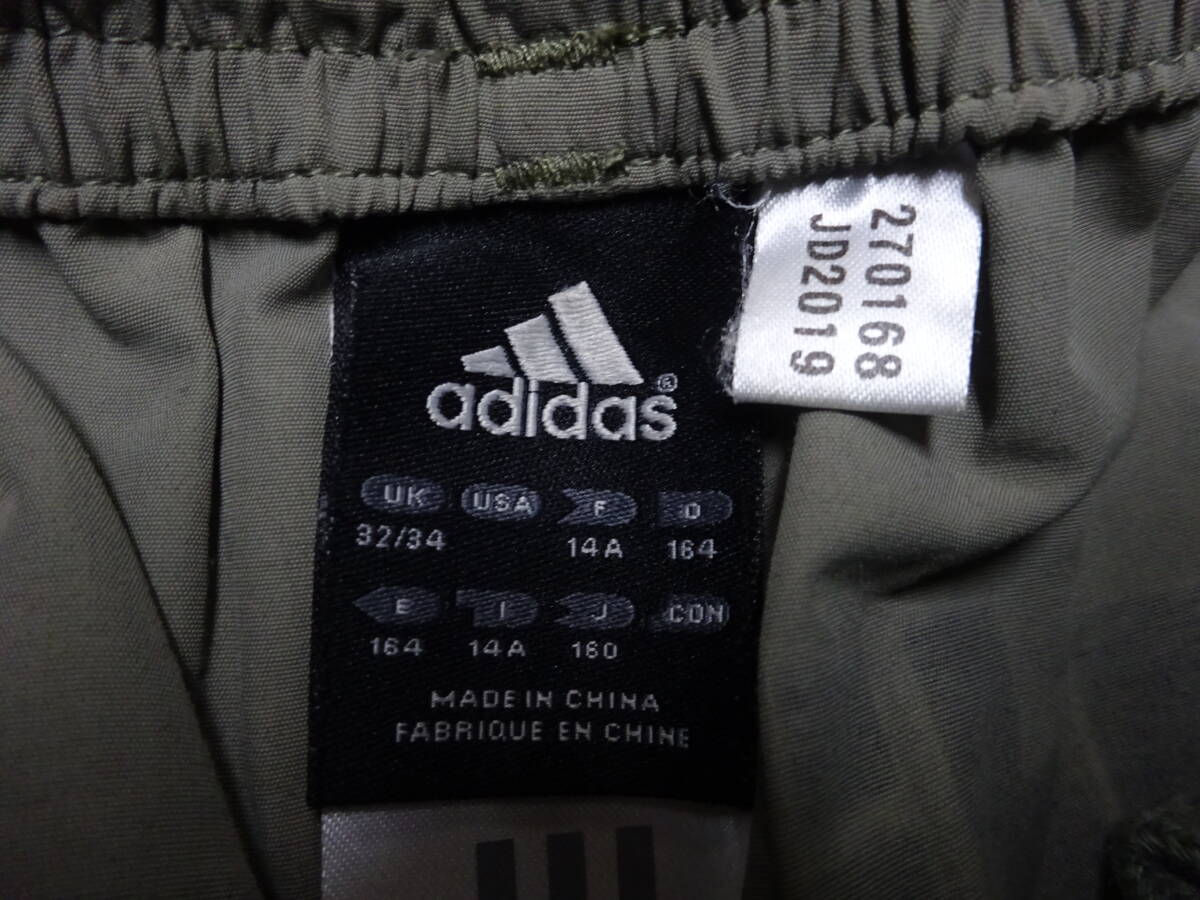 adidas®
UK USA F D
32/34 14A 164
E I J CON
164 14A 160
MADE IN CHINA
FABRIQUE EN CHINE
270168
JD2019